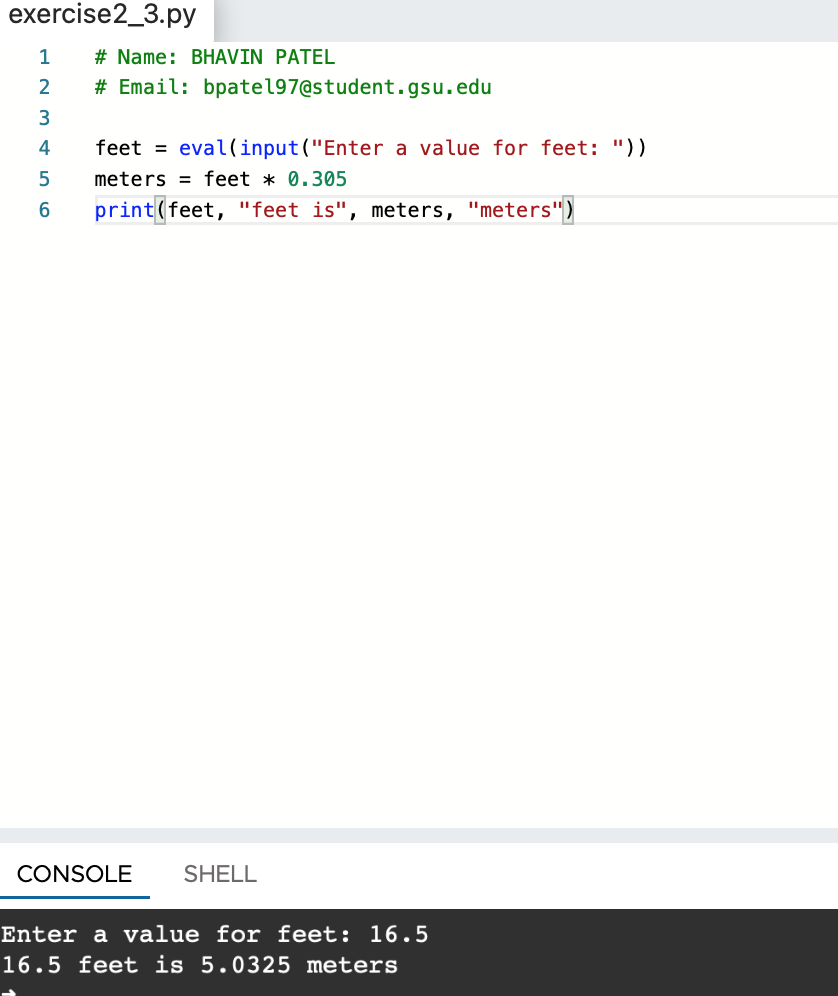 exercise2_3.py
1 # Name: BHAVIN PATEL
2 # Email: bpatel97@student.gsu.edu
3
4 feet = eval(input("Enter a value for feet: "))
5 meters = feet * 0.305
6 print(feet, "feet is", meters, "meters")
CONSOLE SHELL
Enter a value for feet: 16.5
16.5 feet is 5.0325 meters